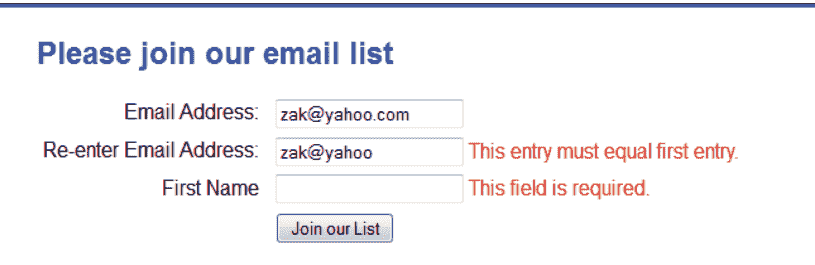 Please join our email list
Email Address: zak@yahoo.com
Re-enter Email Address: zak@yahoo This entry must equal first entry.
First Name This field is required.
Join our List